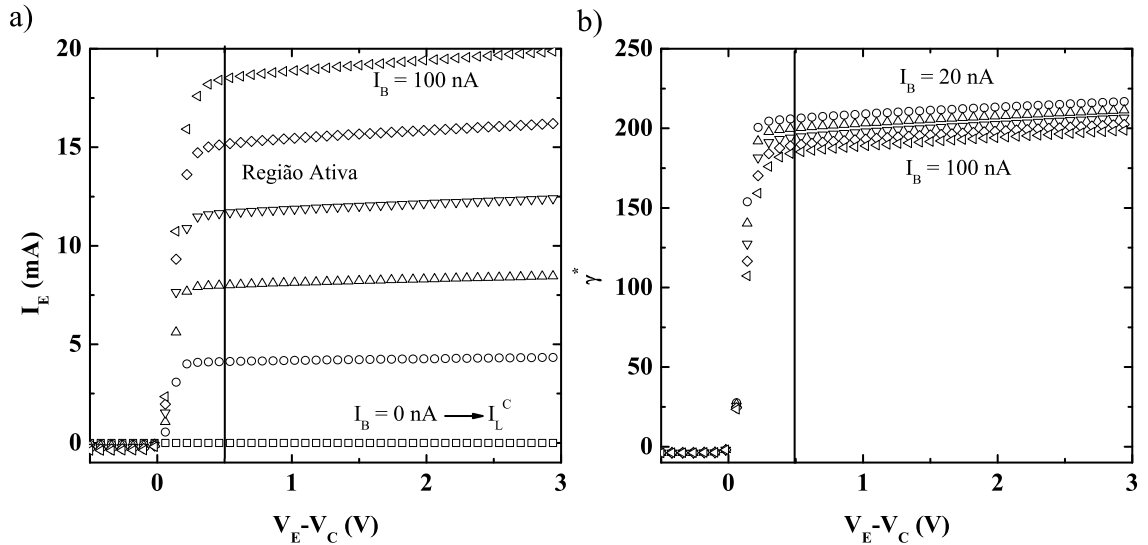 a)
20
15
10
5
0
I_E (mA)
I_B = 100 nA
Região Ativa
I_B = 0 nA → I_L^C
0 1 2 3
V_E-V_C (V)
b)
250
200
150
100
50
0
γ*
I_B = 20 nA
I_B = 100 nA
0 1 2 3
V_E-V_C (V)